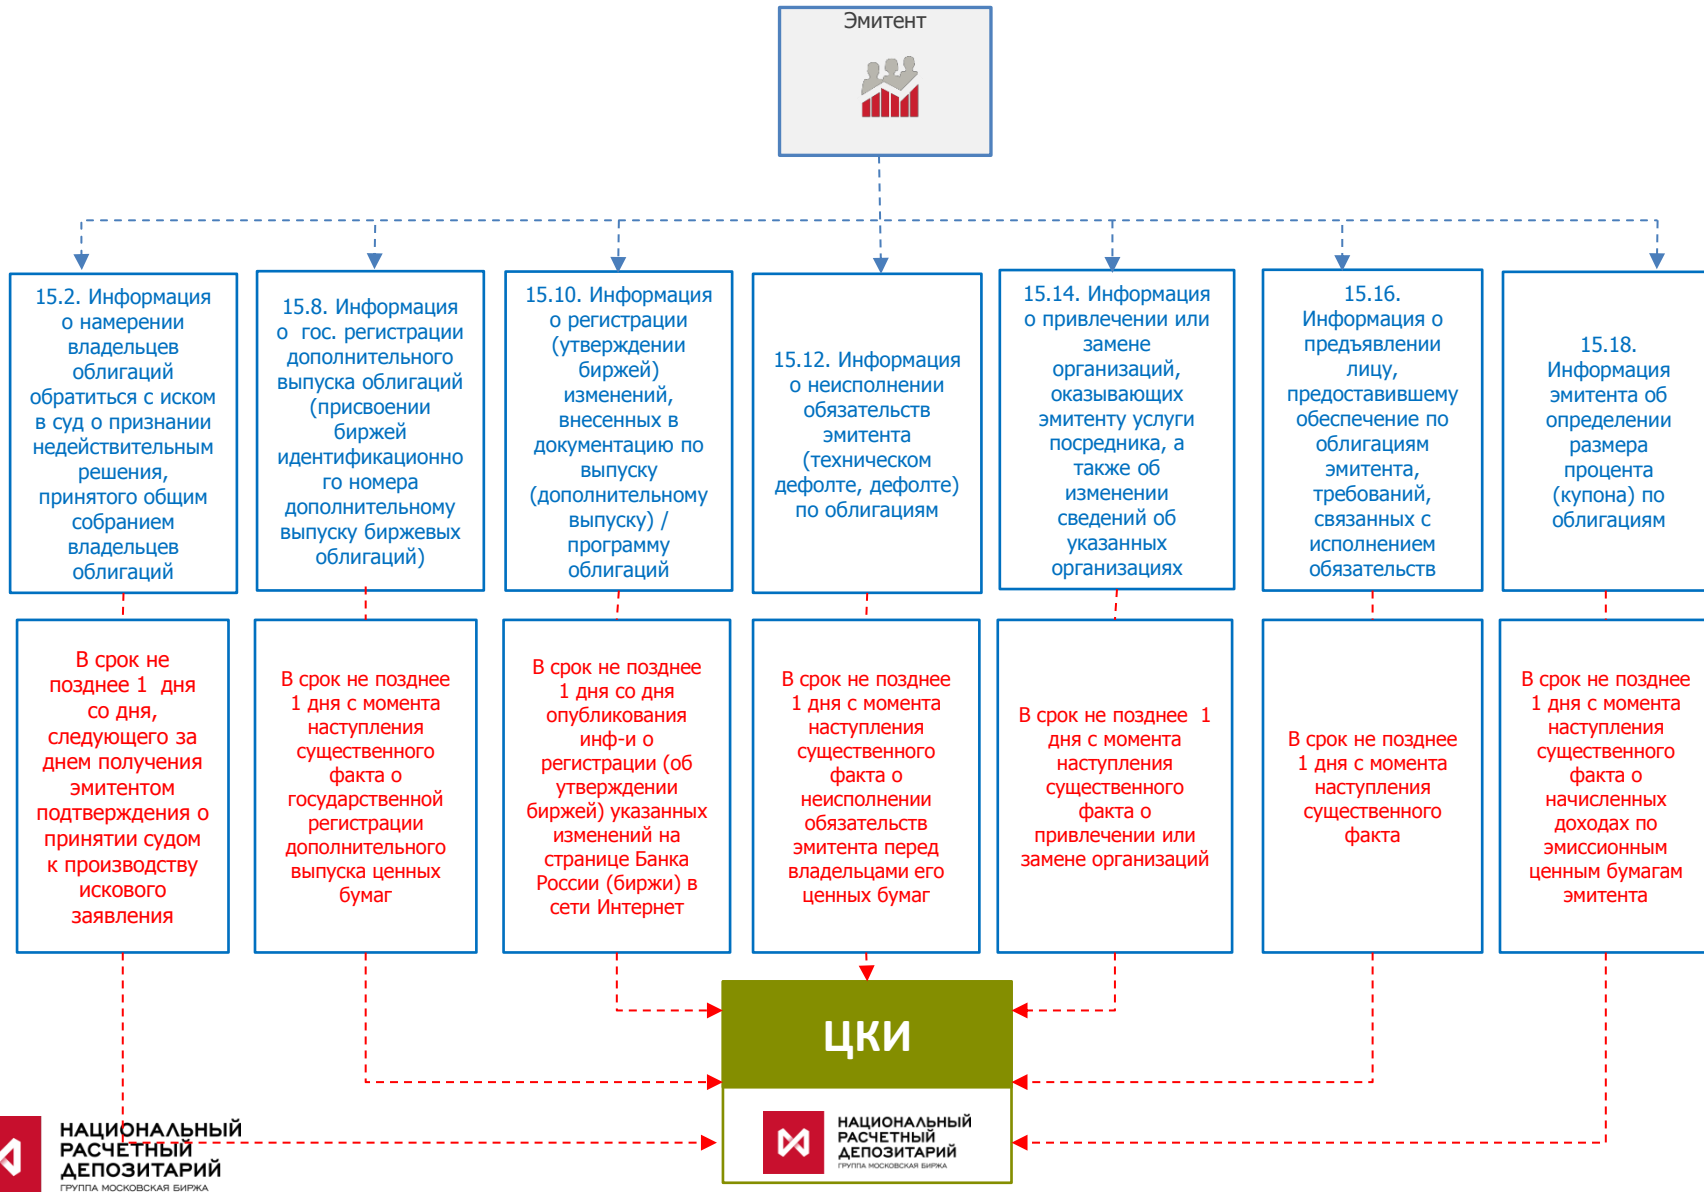 Эмитент
15.2. Информация
о намерении
владельцев
облигаций
обратиться с иском
в суд о признании
недействительным
решения,
принятого общим
собранием
владельцев
облигаций
15.8. Информация
о гос. регистрации
дополнительного
выпуска облигаций
(присвоении
биржей
идентификационно
го номера
дополнительному
выпуску биржевых
облигаций)
15.10. Информация
о регистрации
(утверждении
биржей)
изменений,
внесенных в
документацию по
выпуску
(дополнительному
выпуску) /
программу
облигаций
15.12. Информация
о неисполнении
обязательств
эмитента
(техническом
дефолте, дефолте)
по облигациям
15.14. Информация
о привлечении или
замене
организаций,
оказывающих
эмитенту услуги
посредника, а
также об
изменении
сведений об
указанных
организациях
15.16.
Информация о
предъявлении
лицу,
предоставившему
обеспечение по
облигациям
эмитента,
требований,
связанных с
исполнением
обязательств
15.18.
Информация
эмитента об
определении
размера
процента
(купона) по
облигациям
В срок не
позднее 1 дня
со дня,
следующего за
днем получения
эмитентом
подтверждения о
принятии судом
к производству
искового
заявления
В срок не позднее
1 дня с момента
наступления
существенного
факта о
государственной
регистрации
дополнительного
выпуска ценных
бумаг
В срок не позднее
1 дня со дня
опубликования
инф-и о
регистрации (об
утверждении
биржей) указанных
изменений на
странице Банка
России (биржи) в
сети Интернет
В срок не позднее
1 дня с момента
наступления
существенного
факта о
неисполнении
обязательств
эмитента перед
владельцами его
ценных бумаг
В срок не позднее 1
дня с момента
наступления
существенного
факта о
привлечении или
замене организаций
В срок не позднее
1 дня с момента
наступления
существенного
факта
В срок не позднее
1 дня с момента
наступления
существенного
факта о
начисленных
доходах по
эмиссионным
ценным бумагам
эмитента
ЦКИ
НАЦИОНАЛЬНЫЙ
РАСЧЕТНЫЙ
ДЕПОЗИТАРИЙ
ГРУППА МОСКОВСКАЯ БИРЖА
НАЦИОНАЛЬНЫЙ
РАСЧЕТНЫЙ
ДЕПОЗИТАРИЙ
ГРУППА МОСКОВСКАЯ БИРЖА